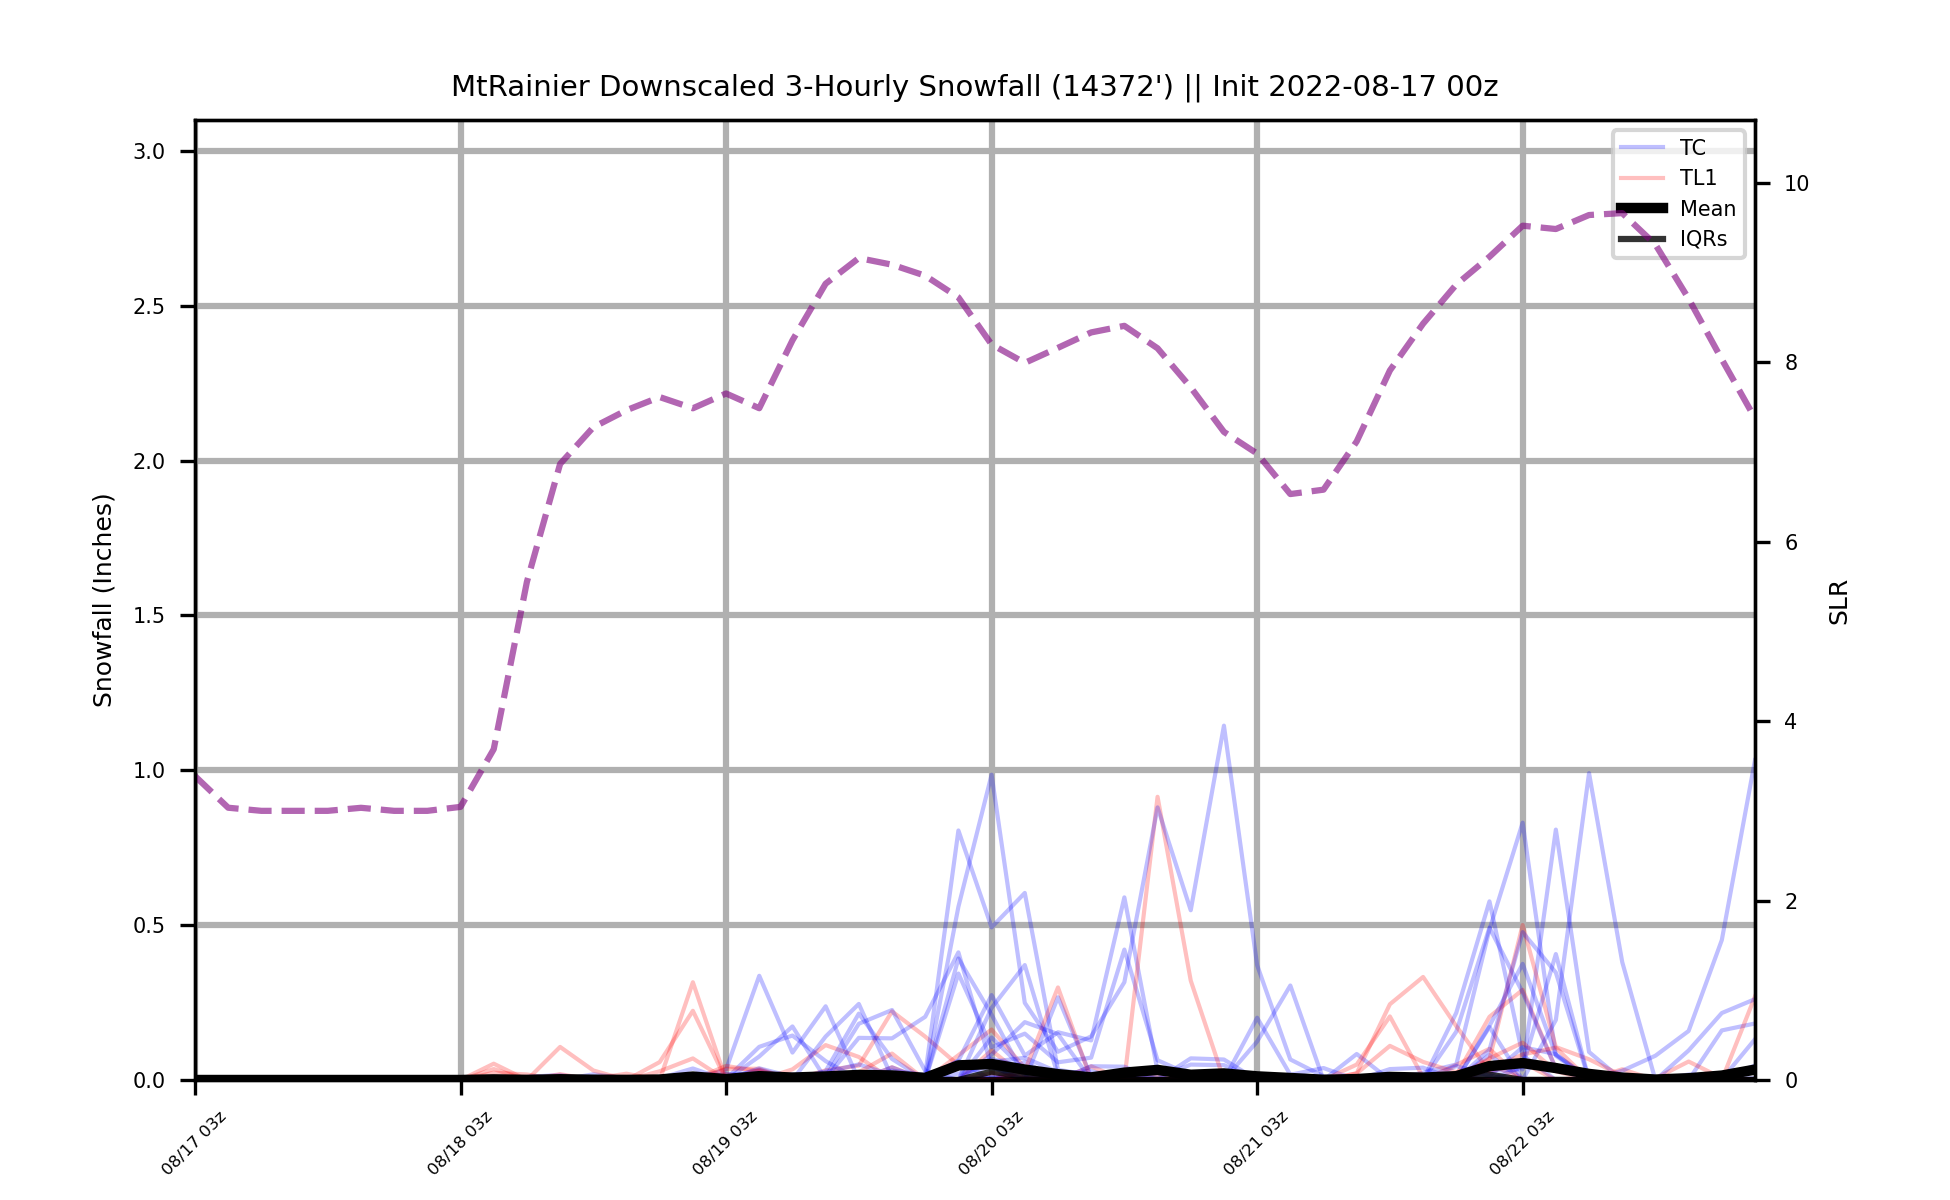 MtRainier Downscaled 3-Hourly Snowfall (14372') || Init 2022-08-17 00z
TC
TL1
Mean
IQRs
Snowfall (Inches)
3.0
2.5
2.0
1.5
1.0
0.5
0.0
10
8
6
4
2
0
SLR
08/17 03z
08/18 03z
08/19 03z
08/20 03z
08/21 03z
08/22 03z